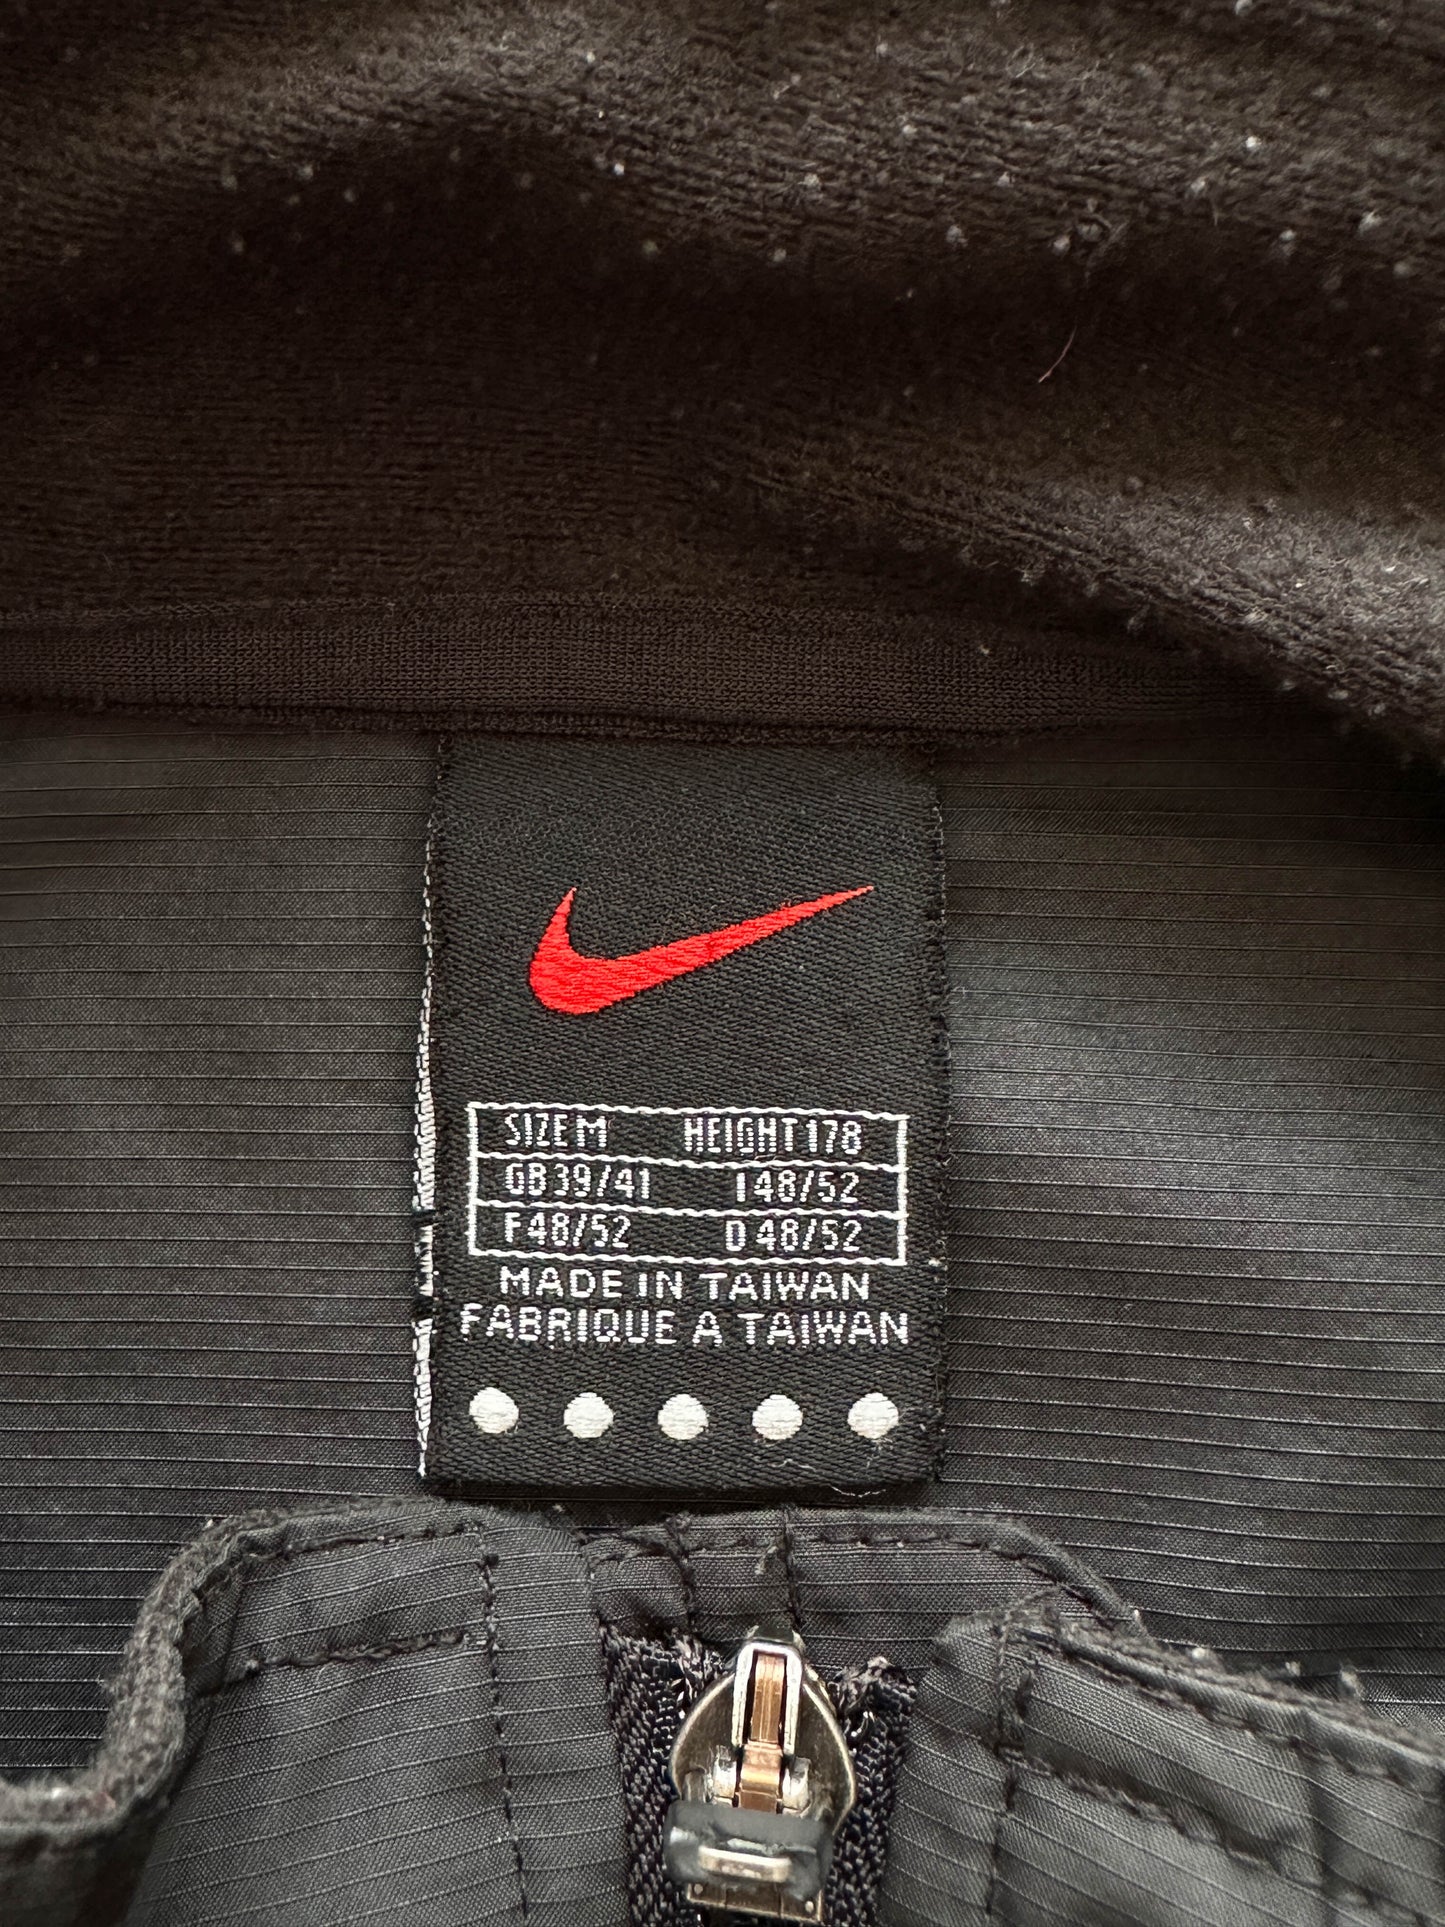 SIZE M HEIGHT 178
GB 39/41 I 48/52
F 48/52 D 48/52
MADE IN TAIWAN
FABRIQUE A TAIWAN